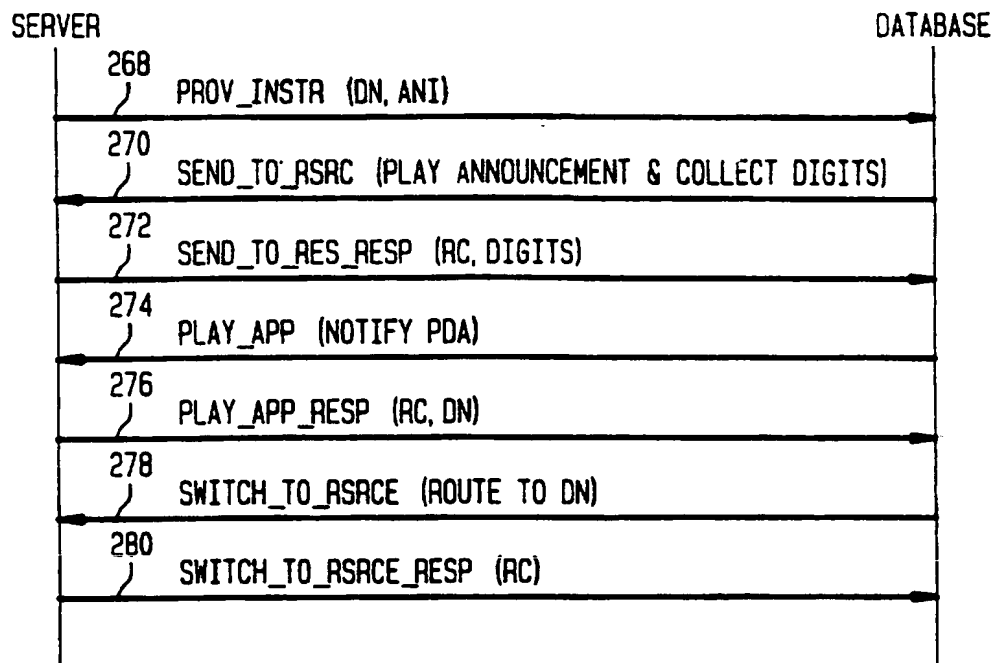 SERVER DATABASE
268
PROV_INSTR (DN, ANI)
270
SEND_TO_RSRC (PLAY ANNOUNCEMENT & COLLECT DIGITS)
272
SEND_TO_RES_RESP (RC, DIGITS)
274
PLAY_APP (NOTIFY PDA)
276
PLAY_APP_RESP (RC, DN)
278
SWITCH_TO_RSRCE (ROUTE TO DN)
280
SWITCH_TO_RSRCE_RESP (RC)